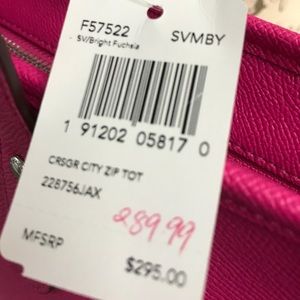 F57522 SVMBY
SV/Bright Fuchsia
1 91202 05817 0
CRSGR CITY ZIP TOT
228756JAX
289.99
MFSRP
$295.00